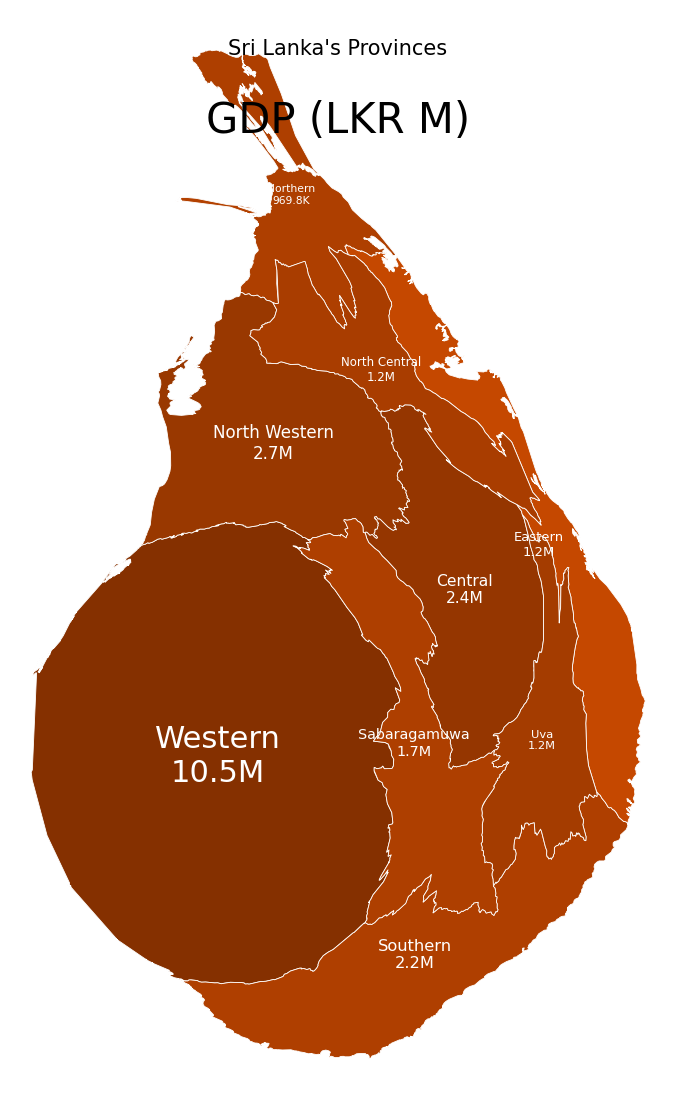 Sri Lanka's Provinces
GDP (LKR M)
Northern
969.8K
North Central
1.2M
North Western
2.7M
Eastern
1.2M
Central
2.4M
Western
10.5M
Sabaragamuwa
1.7M
Uva
1.2M
Southern
2.2M